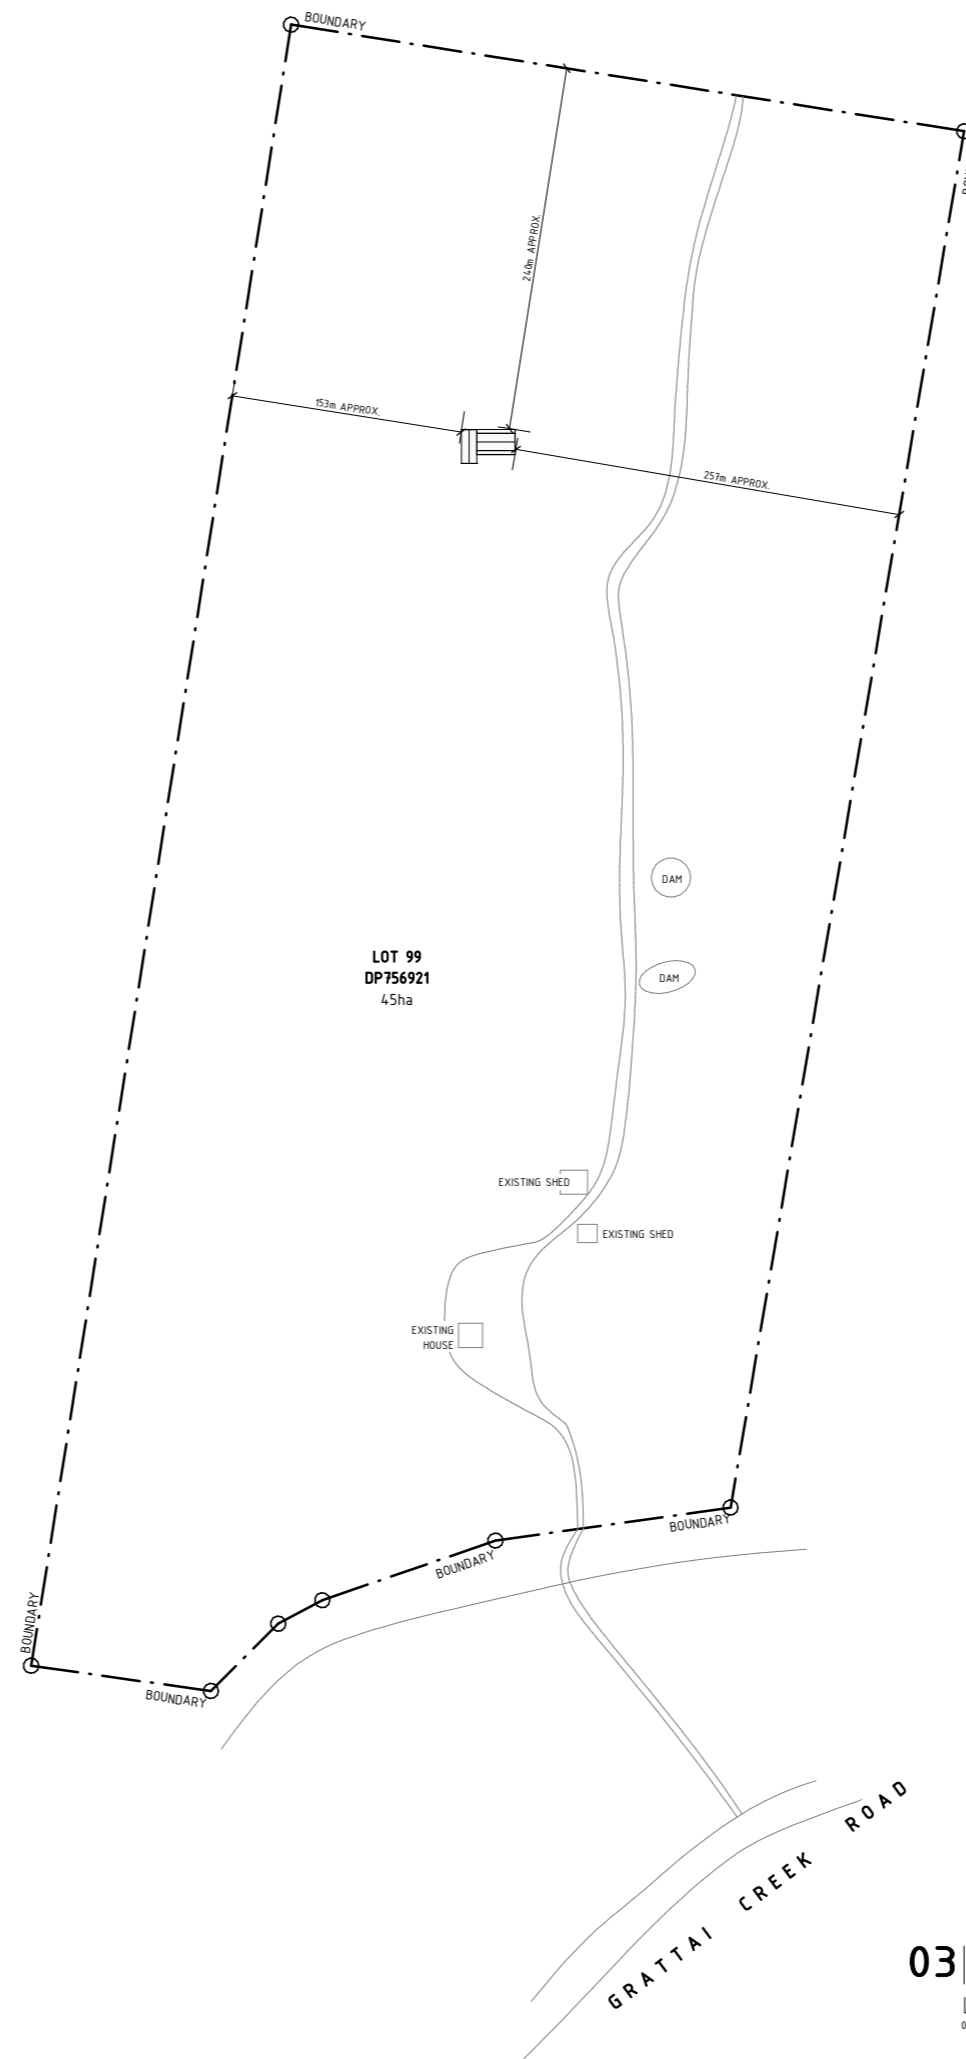 BOUNDARY
240m APPROX.
153m APPROX.
257m APPROX.
DAM
LOT 99
DP756921
45ha
DAM
EXISTING SHED
EXISTING SHED
EXISTING
HOUSE
BOUNDARY
BOUNDARY
BOUNDARY
BOUNDARY
GRATTAI CREEK ROAD
03
0